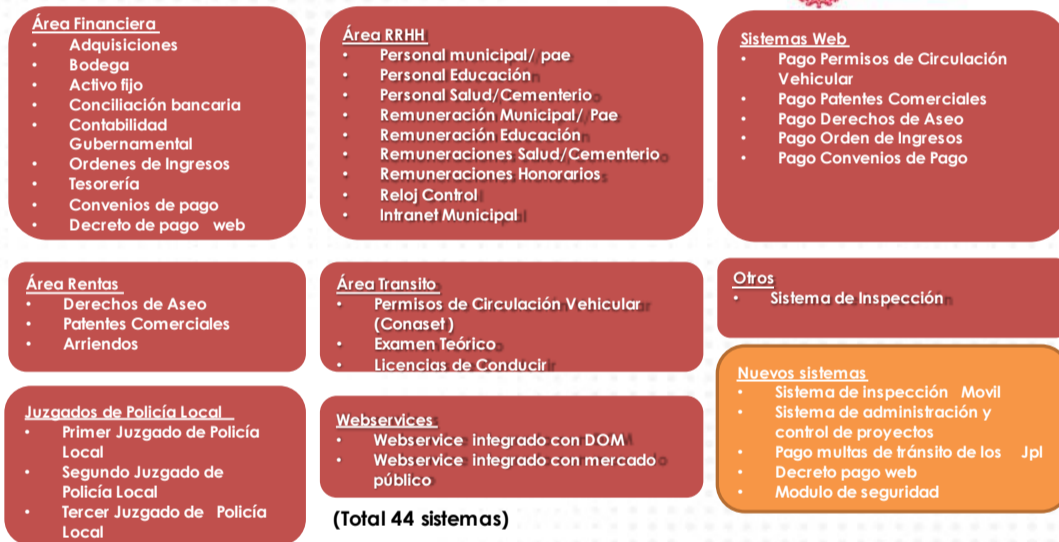 Área Financiera
• Adquisiciones
• Bodega
• Activo fijo
• Conciliación bancaria
• Contabilidad
Gubernamental
• Ordenes de Ingresos
• Tesorería
• Convenios de pago
• Decreto de pago web
Área RRHH
• Personal municipal/ pae
• Personal Educación
• Personal Salud/Cementerio
• Remuneración Municipal/ Pae
• Remuneración Educación
• Remuneraciones Salud/Cementerio
• Remuneraciones Honorarios
• Reloj Control
• Intranet Municipal
Sistemas Web
• Pago Permisos de Circulación
Vehicular
• Pago Patentes Comerciales
• Pago Derechos de Aseo
• Pago Orden de Ingresos
• Pago Convenios de Pago
Área Rentas
• Derechos de Aseo
• Patentes Comerciales
• Arriendos
Área Transito
• Permisos de Circulación Vehicular
(Conaset)
• Examen Teórico
• Licencias de Conducir
Otros
• Sistema de Inspección
Juzgados de Policía Local
• Primer Juzgado de Policía
Local
• Segundo Juzgado de
Policía Local
• Tercer Juzgado de Policía
Local
Webservices
• Webservice integrado con DOM
• Webservice integrado con mercado
público
(Total 44 sistemas)
Nuevos sistemas
• Sistema de inspección Movil
• Sistema de administración y
control de proyectos
• Pago multas de tránsito de los Jpl
• Decreto pago web
• Modulo de seguridad